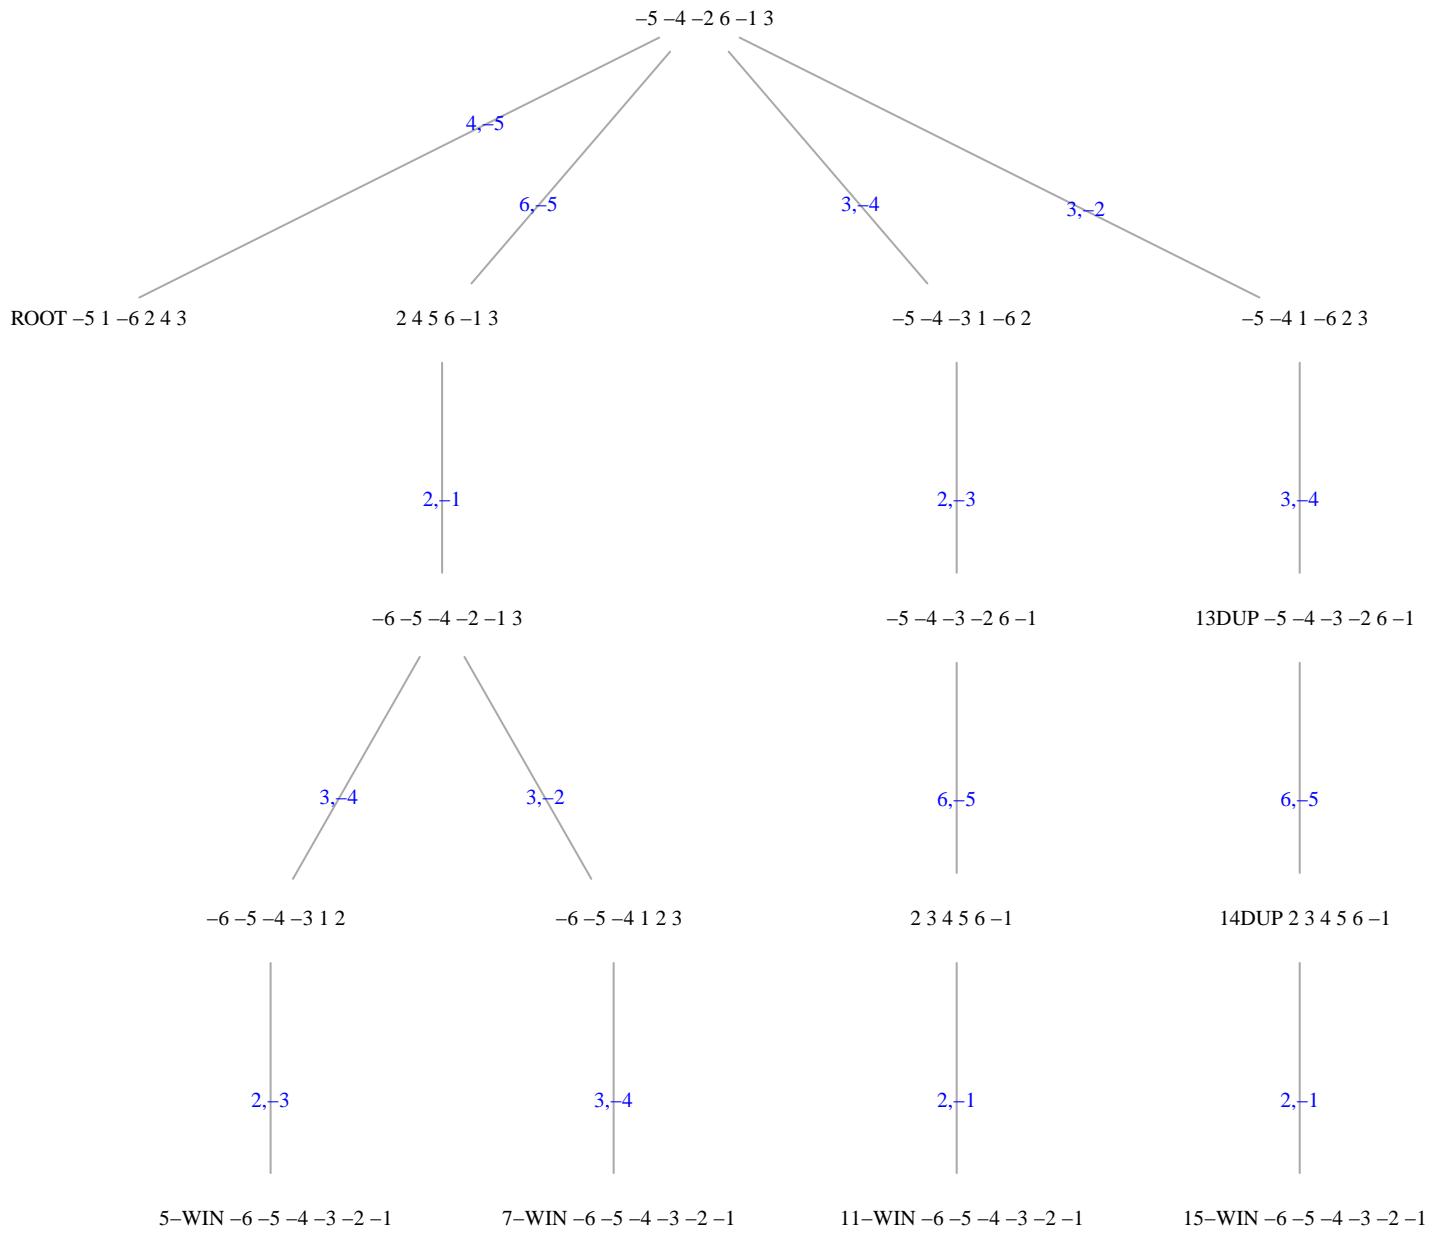 −5 −4 −2 6 −1 3
4,−5
6,−5
3,−4
3,−2
ROOT −5 1 −6 2 4 3
2 4 5 6 −1 3
−5 −4 −3 1 −6 2
−5 −4 1 −6 2 3
2,−1
2,−3
3,−4
−6 −5 −4 −2 −1 3
−5 −4 −3 −2 6 −1
13DUP −5 −4 −3 −2 6 −1
3,−4
3,−2
6,−5
6,−5
−6 −5 −4 −3 1 2
−6 −5 −4 1 2 3
2 3 4 5 6 −1
14DUP 2 3 4 5 6 −1
2,−3
3,−4
2,−1
2,−1
5−WIN −6 −5 −4 −3 −2 −1
7−WIN −6 −5 −4 −3 −2 −1
11−WIN −6 −5 −4 −3 −2 −1
15−WIN −6 −5 −4 −3 −2 −1